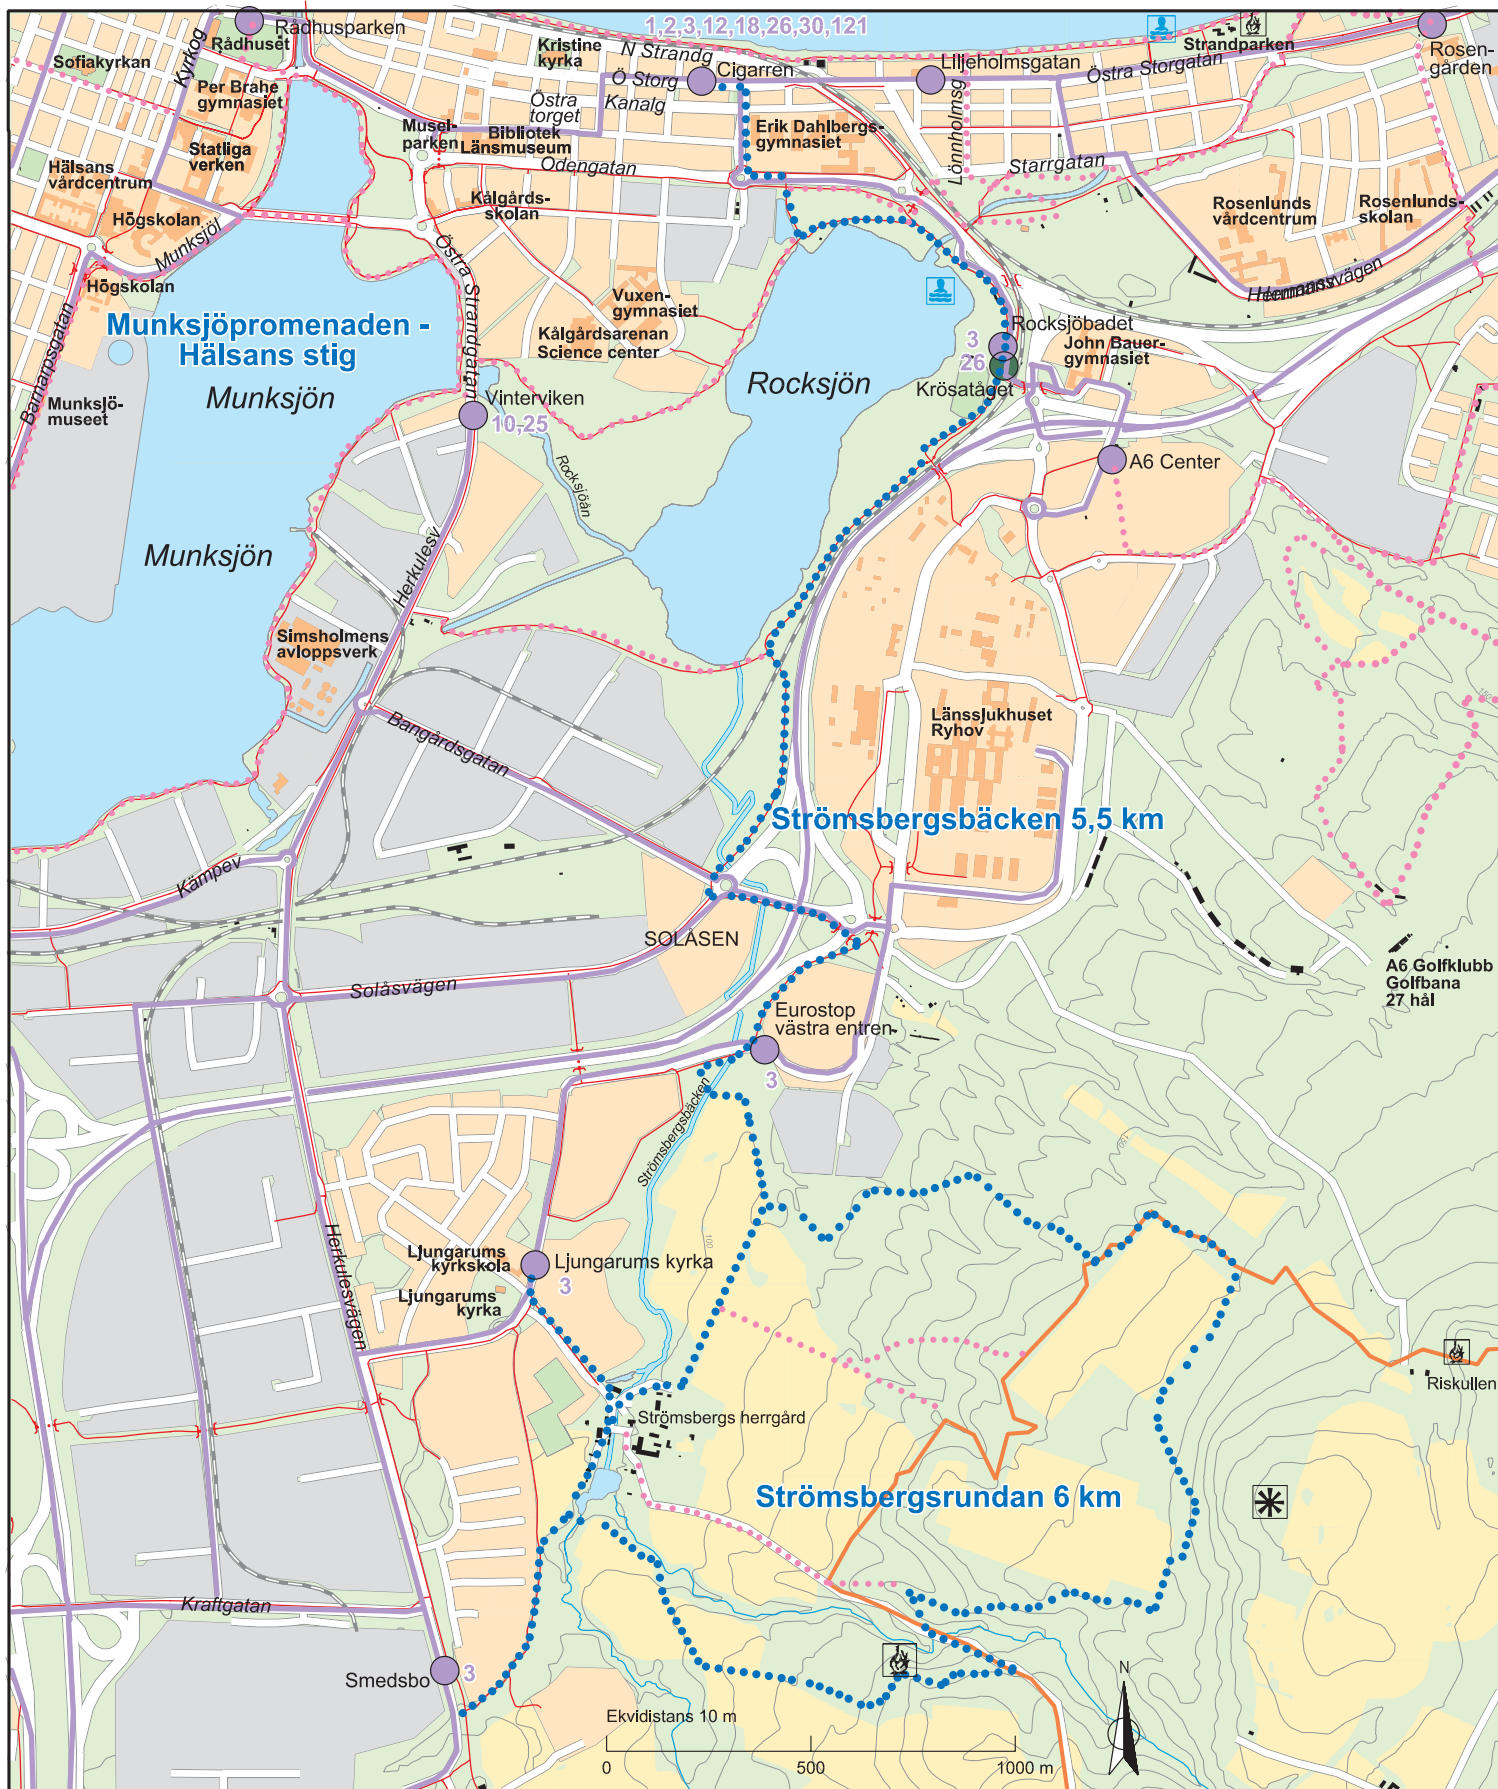 1,2,3,12,18,26,30,121
Rådhusparken
Rådhuset
Sofiakyrkan
Kyrkog
Per Brahe
gymnasiet
Statliga
verken
Hälsans
vårdcentrum
Högskolan
Munksjöl
Högskolan
Kristine
kyrka
N Strandg
Ö Storg
Cigarren
Östra
torget
Kanalg
Musei-
parken
Bibliotek
Länsmuseum
Odengatan
Erik Dahlbergs-
gymnasiet
Liljeholmsgatan
Lönnholmsg
Strandparken
Östra Storgatan
Rosen-
gården
Starrgatan
Rosenlunds
vårdcentrum
Rosenlunds-
skolan
Hermansvägen
Kålgårds-
skolan
Östra Strandgatan
Vuxen-
gymnasiet
Kålgårdsarenan
Science center
Munksjöpromenaden -
Hälsans stig
Munksjön
Barnarpsgatan
Munksjö-
museet
Rocksjön
Rocksjöbadet
3
26
John Bauer-
gymnasiet
Krösatåget
Vinterviken
10,25
Rocksjöån
A6 Center
Munksjön
Herkulesv
Simsholmens
avloppsverk
Bangårdsgatan
Länssjukhuset
Ryhov
150
Strömsbergsbäcken 5,5 km
Kämpev
SOLÅSEN
Solåsvägen
A6 Golfklubb
Golfbana
27 hål
Eurostop
västra entren
3
Strömsbergsbäcken
150
100
Herkulesvägen
Ljungarums
kyrkskola
Ljungarums kyrka
3
Ljungarums
kyrka
Riskullen
Strömsbergs herrgård
Strömsbergsrundan 6 km
Kraftgatan
Smedsbo
3
N
Ekvidistans 10 m
0
500
1000 m